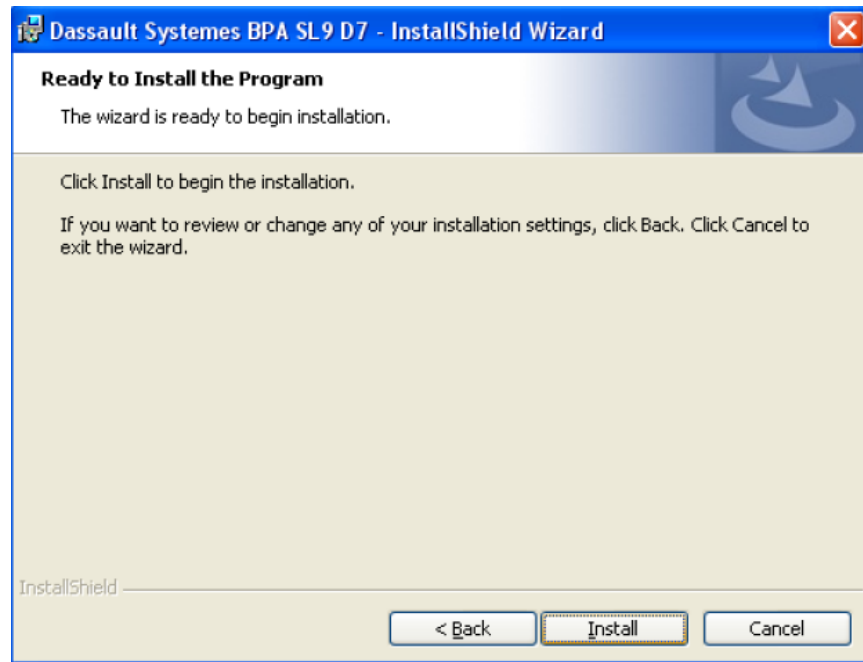 Dassault Systemes BPA SL9 D7 - InstallShield Wizard
Ready to Install the Program
The wizard is ready to begin installation.
Click Install to begin the installation.
If you want to review or change any of your installation settings, click Back. Click Cancel to
exit the wizard.
InstallShield
< Back Install Cancel